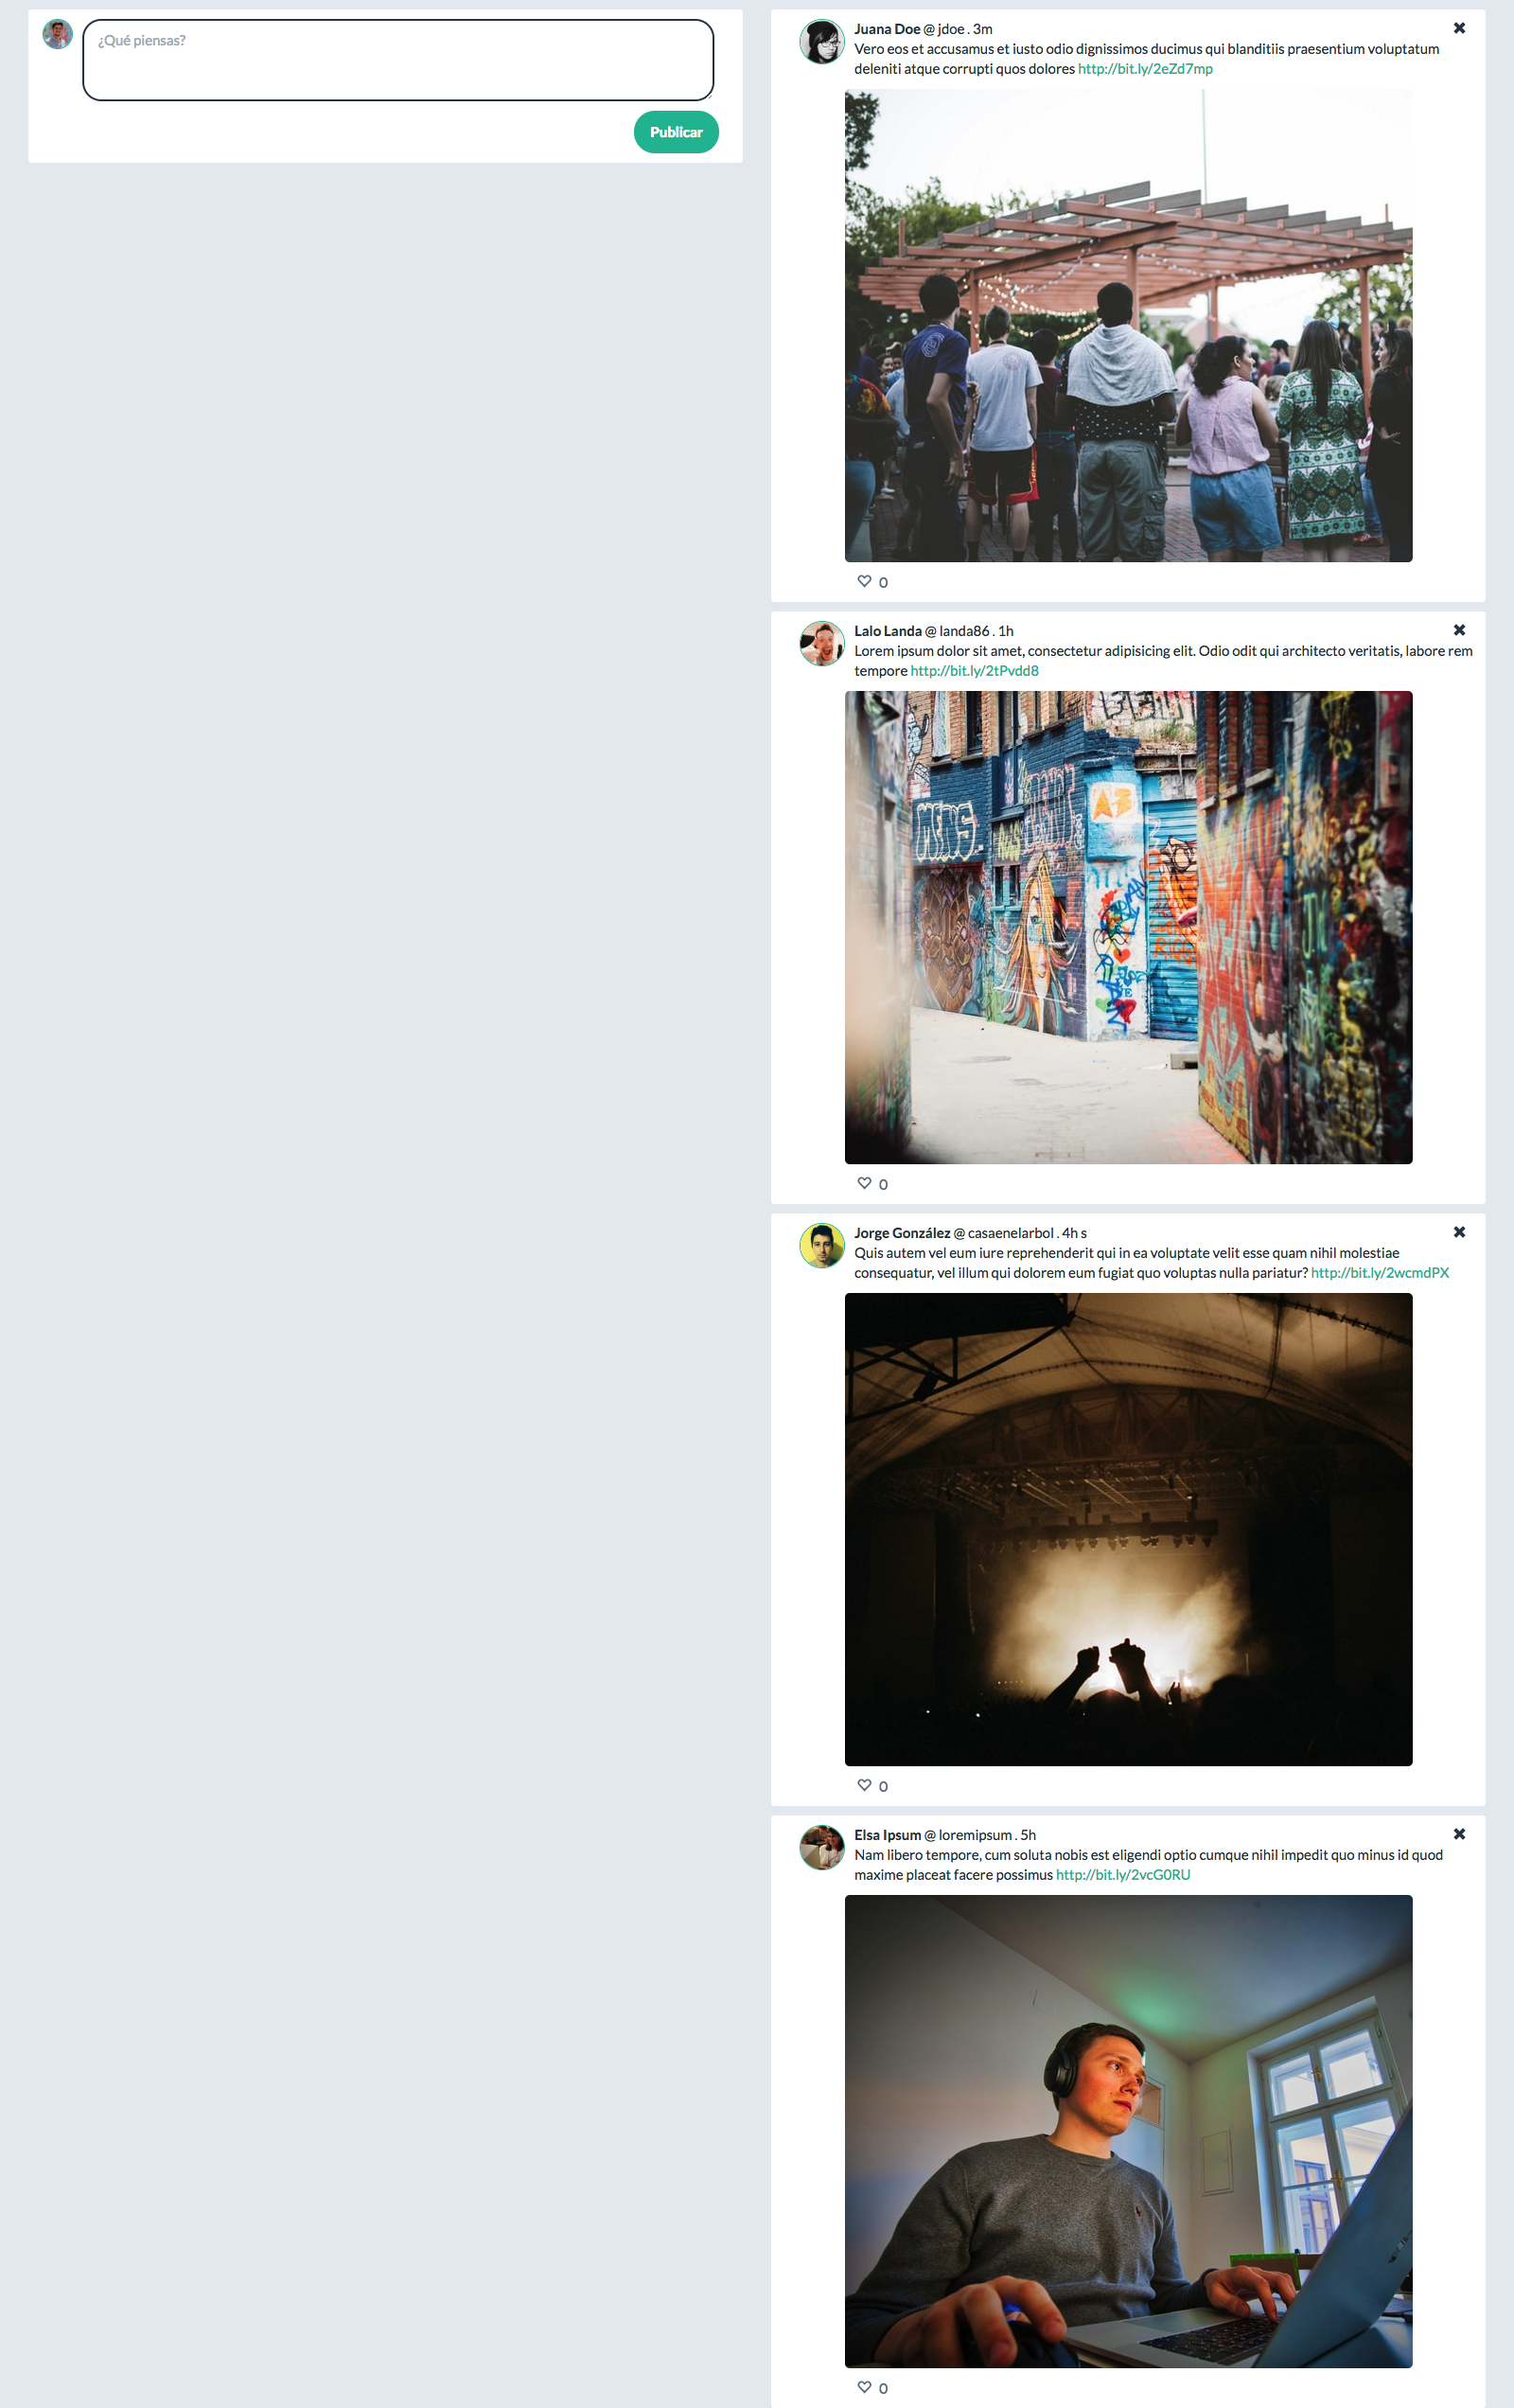 ¿Qué piensas?
Publicar
Juana Doe @ jdoe . 3m
Vero eos et accusamus et iusto odio dignissimos ducimus qui blanditiis praesentium voluptatum
deleniti atque corrupti quos dolores http://bit.ly/2eZd7mp
0
Lalo Landa @ landa86 . 1h
Lorem ipsum dolor sit amet, consectetur adipisicing elit. Odio odit qui architecto veritatis, labore rem
tempore http://bit.ly/2tPvdd8
0
Jorge González @ casaenelarbol . 4h s
Quis autem vel eum iure reprehenderit qui in ea voluptate velit esse quam nihil molestiae
consequatur, vel illum qui dolorem eum fugiat quo voluptas nulla pariatur? http://bit.ly/2wcmdPX
0
Elsa Ipsum @ loremipsum . 5h
Nam libero tempore, cum soluta nobis est eligendi optio cumque nihil impedit quo minus id quod
maxime placeat facere possimus http://bit.ly/2vcG0RU
0